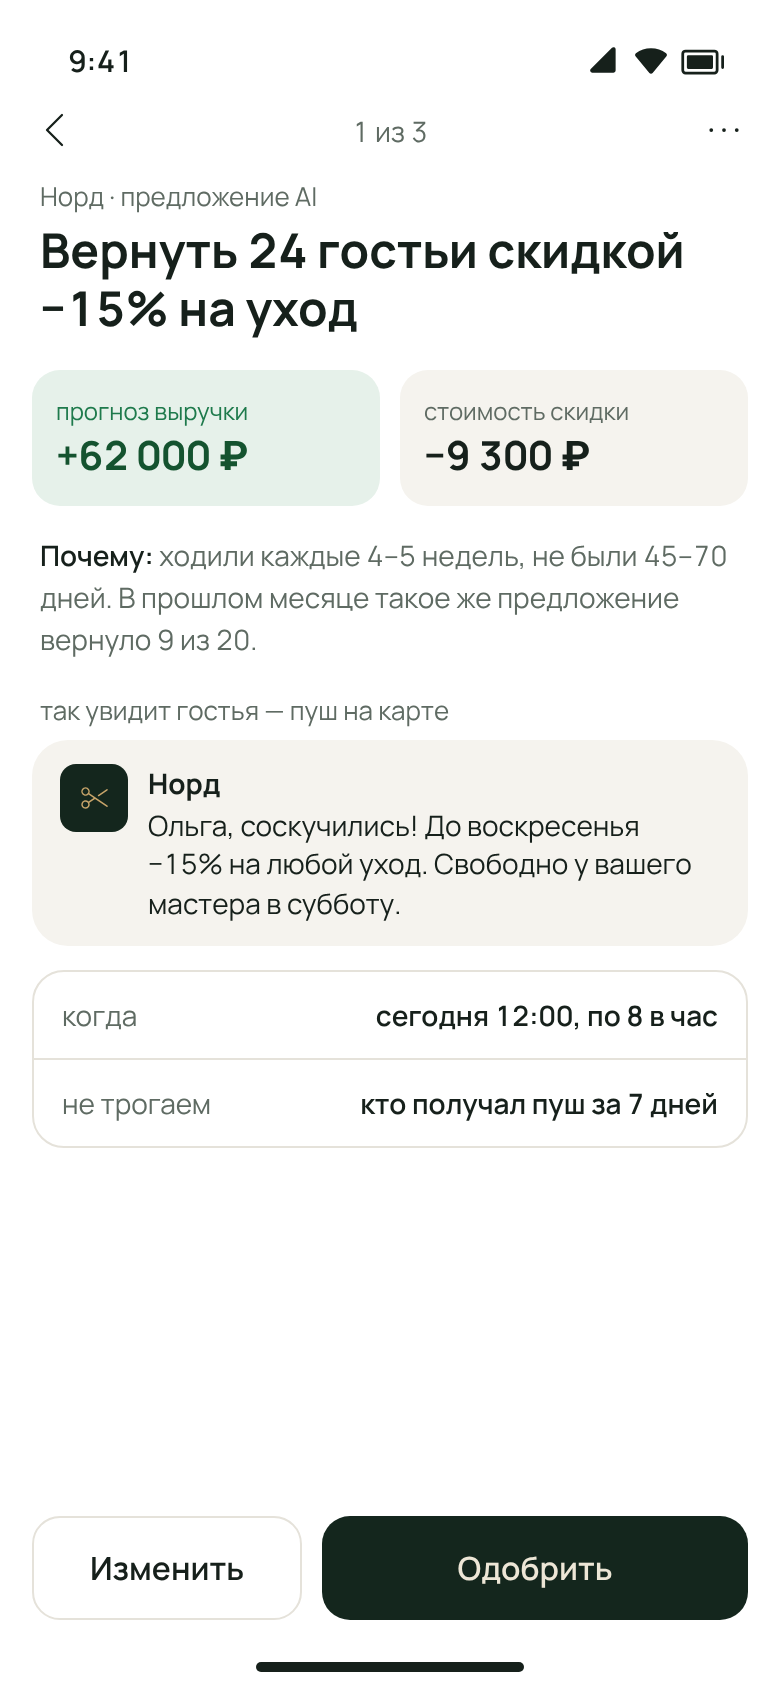 9:41
1 из 3
Норд · предложение AI
Вернуть 24 гостьи скидкой
−15% на уход
прогноз выручки
+62 000 ₽
стоимость скидки
−9 300 ₽
Почему: ходили каждые 4–5 недель, не были 45–70
дней. В прошлом месяце такое же предложение
вернуло 9 из 20.
так увидит гостья — пуш на карте
Норд
Ольга, соскучились! До воскресенья
−15% на любой уход. Свободно у вашего
мастера в субботу.
когда
сегодня 12:00, по 8 в час
не трогаем
кто получал пуш за 7 дней
Изменить
Одобрить